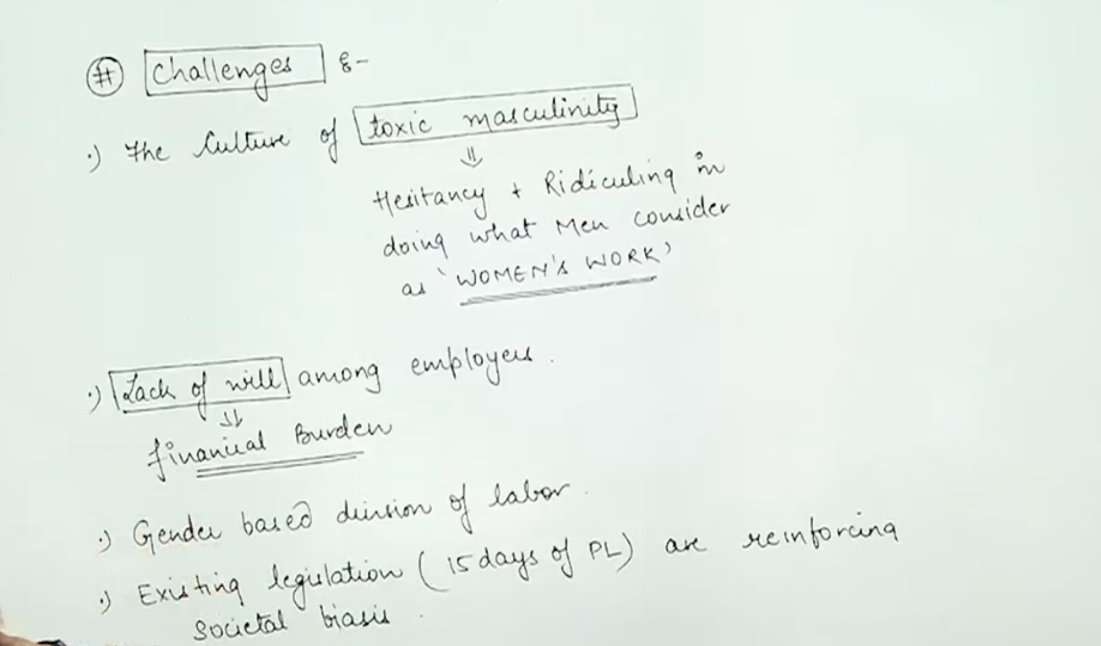 # Challenges :-
.) The Culture of toxic masculinity
⇓
Hesitancy + Ridiculing in
doing what Men consider
as 'WOMEN'S WORK'
.) Lack of will among employers.
⇓
financial Burden
.) Gender based division of labor.
.) Existing legislation (15 days of PL) are reinforcing
societal biasis.